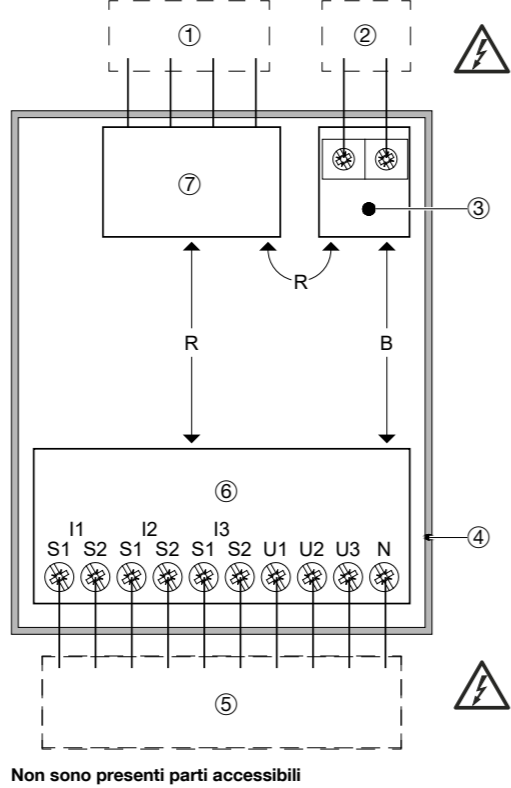 ① ②
⑦
③
R
R B
⑥
I1 I2 I3
S1 S2 S1 S2 S1 S2 U1 U2 U3 N
④
⑤
Non sono presenti parti accessibili